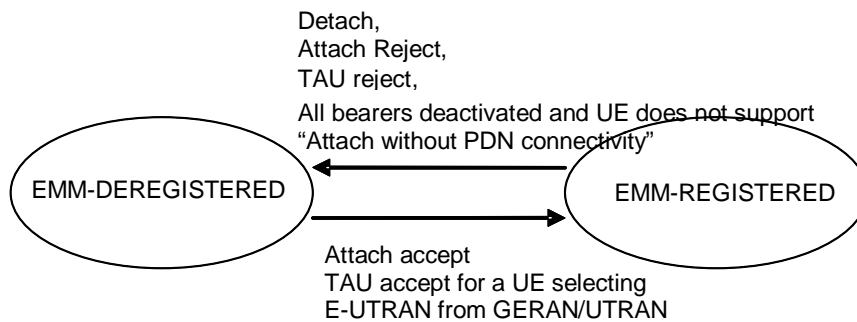 Detach,
Attach Reject,
TAU reject,
All bearers deactivated and UE does not support
“Attach without PDN connectivity”
EMM-DEREGISTERED
EMM-REGISTERED
Attach accept
TAU accept for a UE selecting
E-UTRAN from GERAN/UTRAN